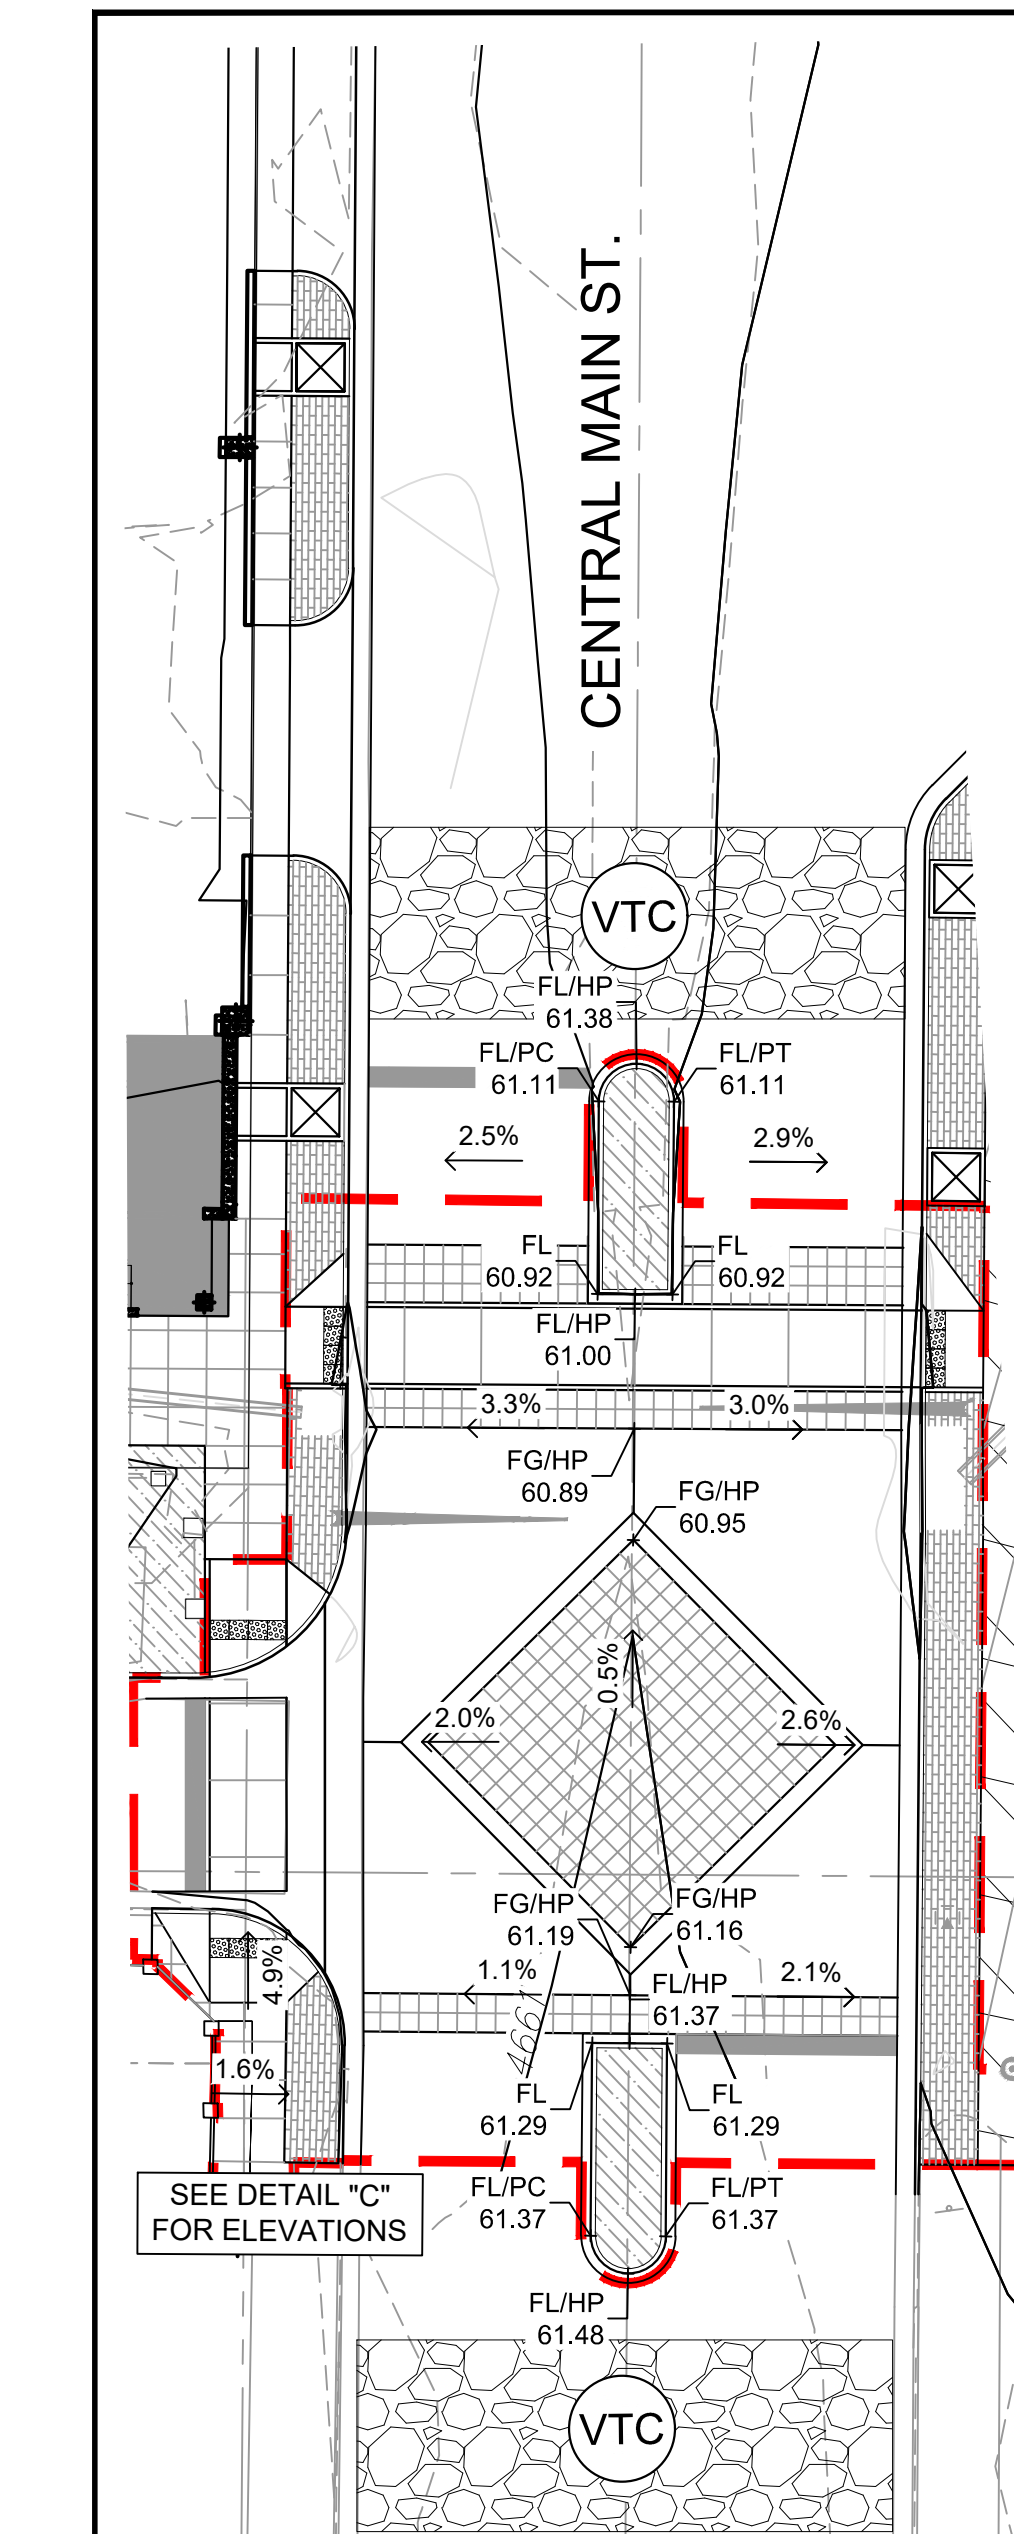 CENTRAL MAIN ST.
VTC
FL/HP
61.38
FL/PC
61.11
FL/PT
61.11
2.5%
2.9%
FL
60.92
FL
60.92
FL/HP
61.00
3.3%
3.0%
FG/HP
60.89
FG/HP
60.95
0.5%
2.0%
2.6%
FG/HP
61.19
FG/HP
61.16
4.9%
1.1%
2.1%
FL/HP
61.37
4661
1.6%
FL
61.29
FL
61.29
SEE DETAIL "C"
FOR ELEVATIONS
FL/PC
61.37
FL/PT
61.37
FL/HP
61.48
VTC